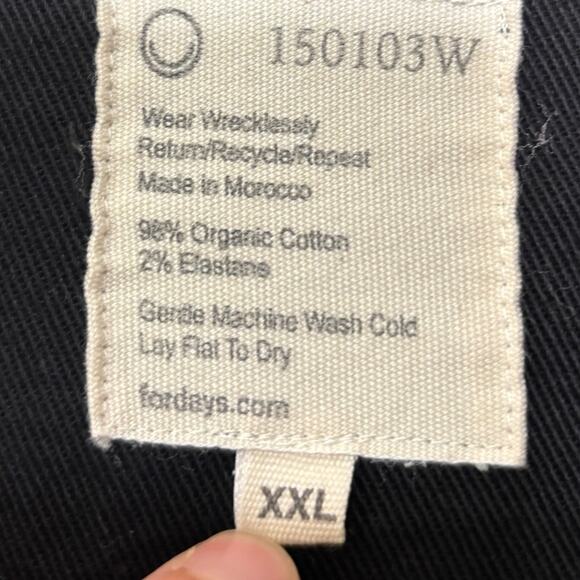 150103W
Wear Wrecklessly
Return/Recycle/Repeat
Made in Morocco
98% Organic Cotton
2% Elastane
Gentle Machine Wash Cold
Lay Flat To Dry
fordays.com
XXL